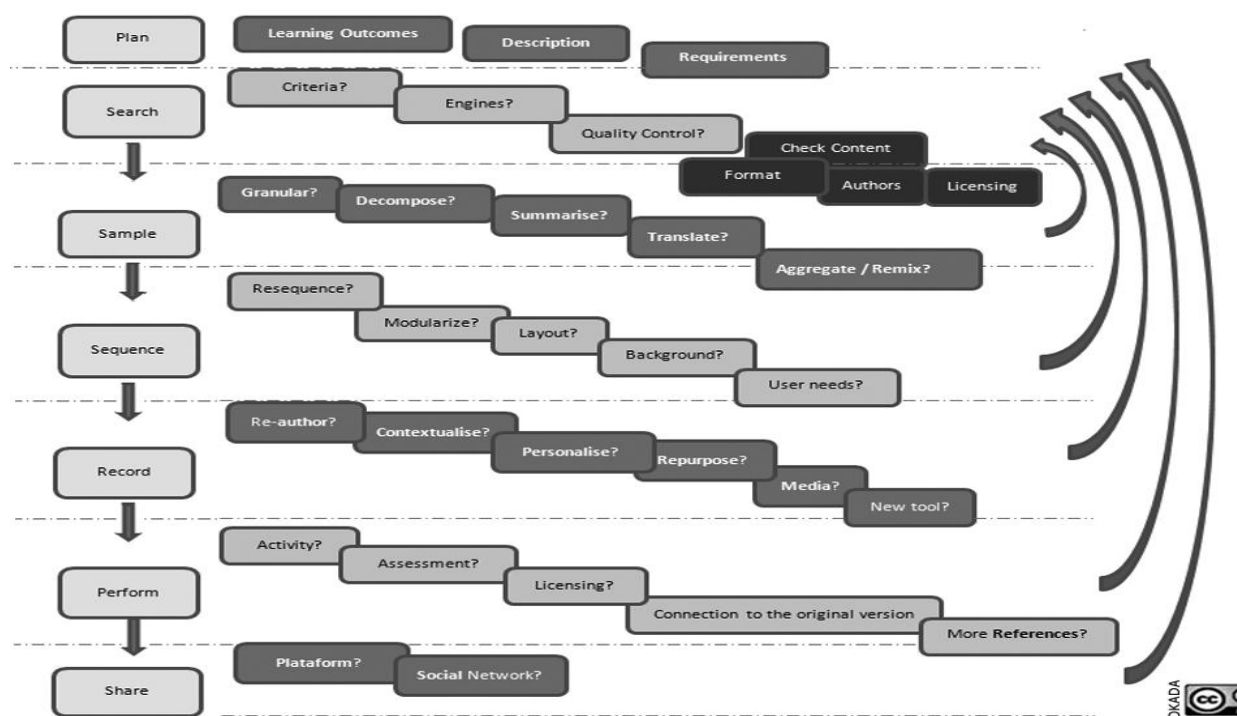 Plan
Learning Outcomes
Description
Requirements
Search
Criteria?
Engines?
Quality Control?
Check Content
Format
Authors
Licensing
Sample
Granular?
Decompose?
Summarise?
Translate?
Aggregate / Remix?
Sequence
Resequence?
Modularize?
Layout?
Background?
User needs?
Record
Re-author?
Contextualise?
Personalise?
Repurpose?
Media?
New tool?
Perform
Activity?
Assessment?
Licensing?
Connection to the original version
More References?
Share
Plataform?
Social Network?
OKADA
cc